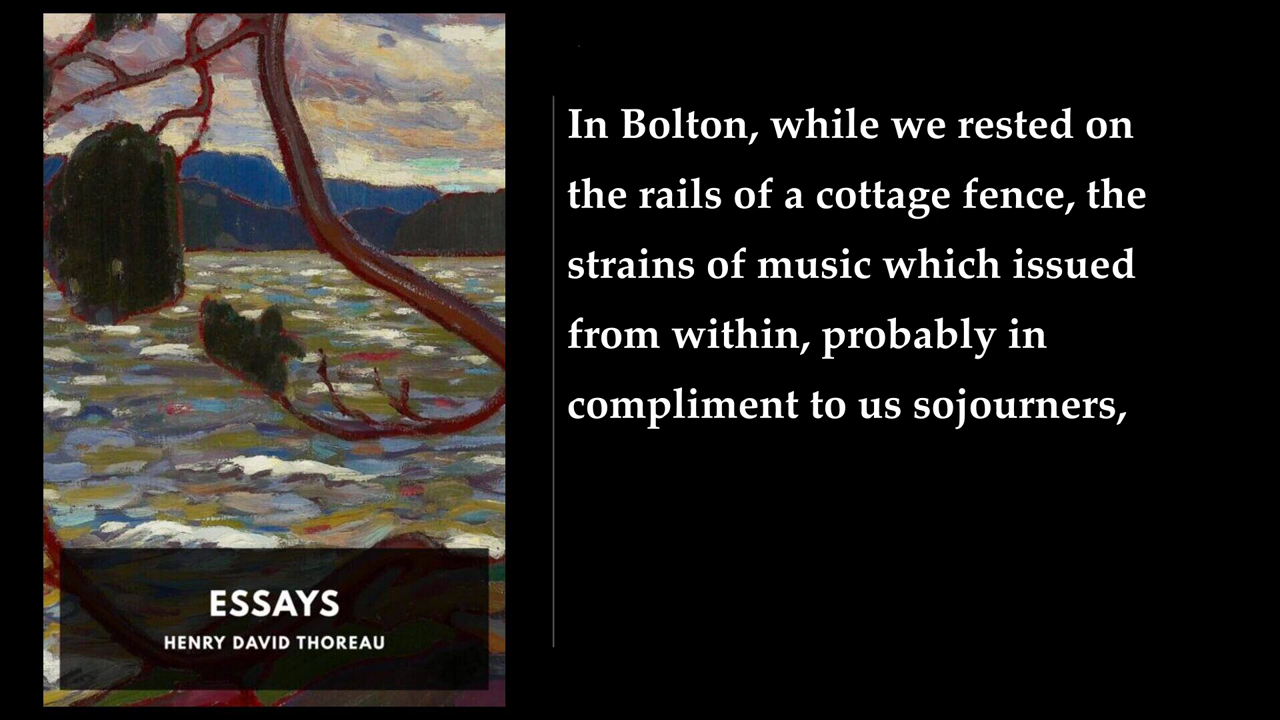 ESSAYS
HENRY DAVID THOREAU
In Bolton, while we rested on
the rails of a cottage fence, the
strains of music which issued
from within, probably in
compliment to us sojourners,